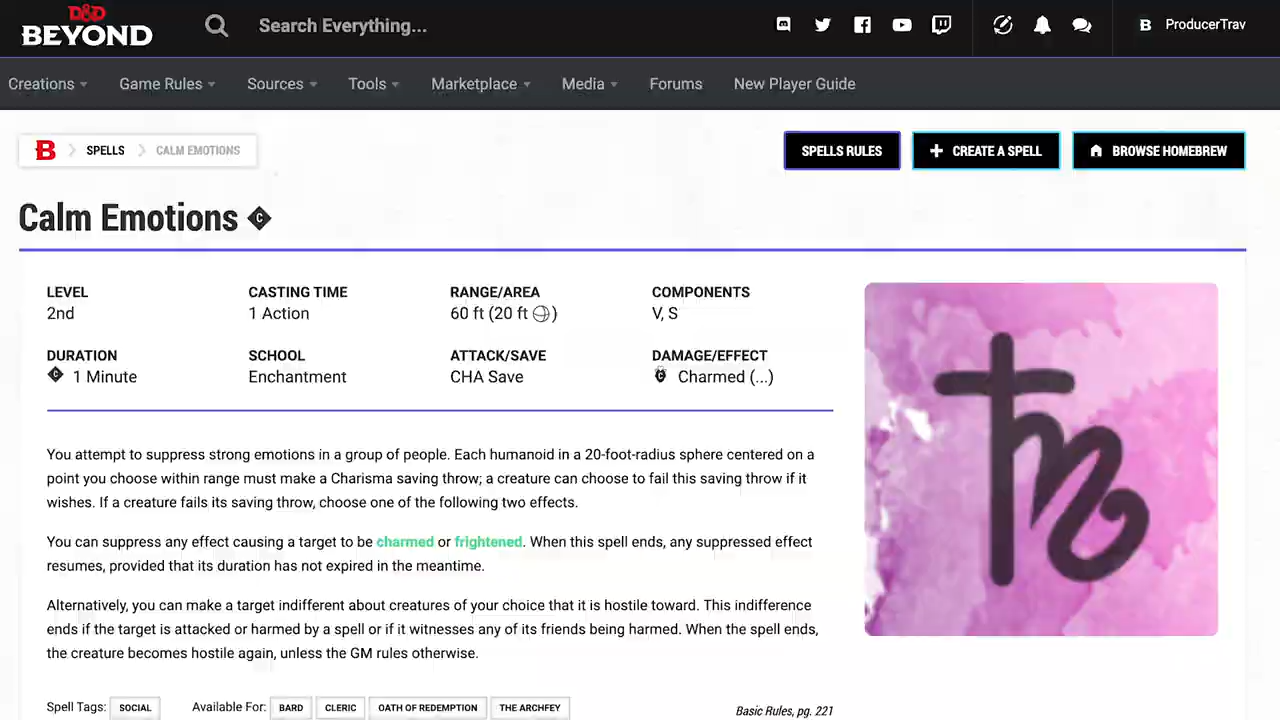 D&D
BEYOND
Search Everything...
B ProducerTrav
Creations Game Rules Sources Tools Marketplace Media Forums New Player Guide
B SPELLS CALM EMOTIONS
SPELLS RULES + CREATE A SPELL BROWSE HOMEBREW
Calm Emotions C
LEVEL CASTING TIME RANGE/AREA COMPONENTS
2nd 1 Action 60 ft (20 ft ) V, S
DURATION SCHOOL ATTACK/SAVE DAMAGE/EFFECT
C 1 Minute Enchantment CHA Save Charmed (...)
You attempt to suppress strong emotions in a group of people. Each humanoid in a 20-foot-radius sphere centered on a
point you choose within range must make a Charisma saving throw; a creature can choose to fail this saving throw if it
wishes. If a creature fails its saving throw, choose one of the following two effects.
You can suppress any effect causing a target to be charmed or frightened. When this spell ends, any suppressed effect
resumes, provided that its duration has not expired in the meantime.
Alternatively, you can make a target indifferent about creatures of your choice that it is hostile toward. This indifference
ends if the target is attacked or harmed by a spell or if it witnesses any of its friends being harmed. When the spell ends,
the creature becomes hostile again, unless the GM rules otherwise.
Spell Tags: SOCIAL Available For: BARD CLERIC OATH OF REDEMPTION THE ARCHFEY
Basic Rules, pg. 221